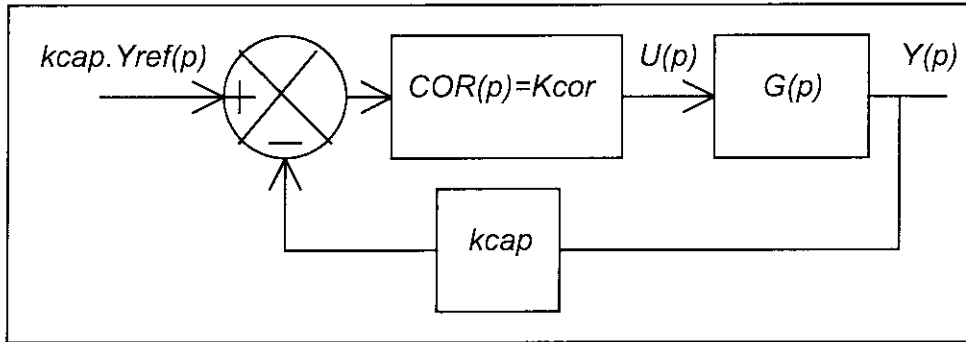 kcap.Yref(p)
+
COR(p)=Kcor
U(p)
G(p)
Y(p)
kcap